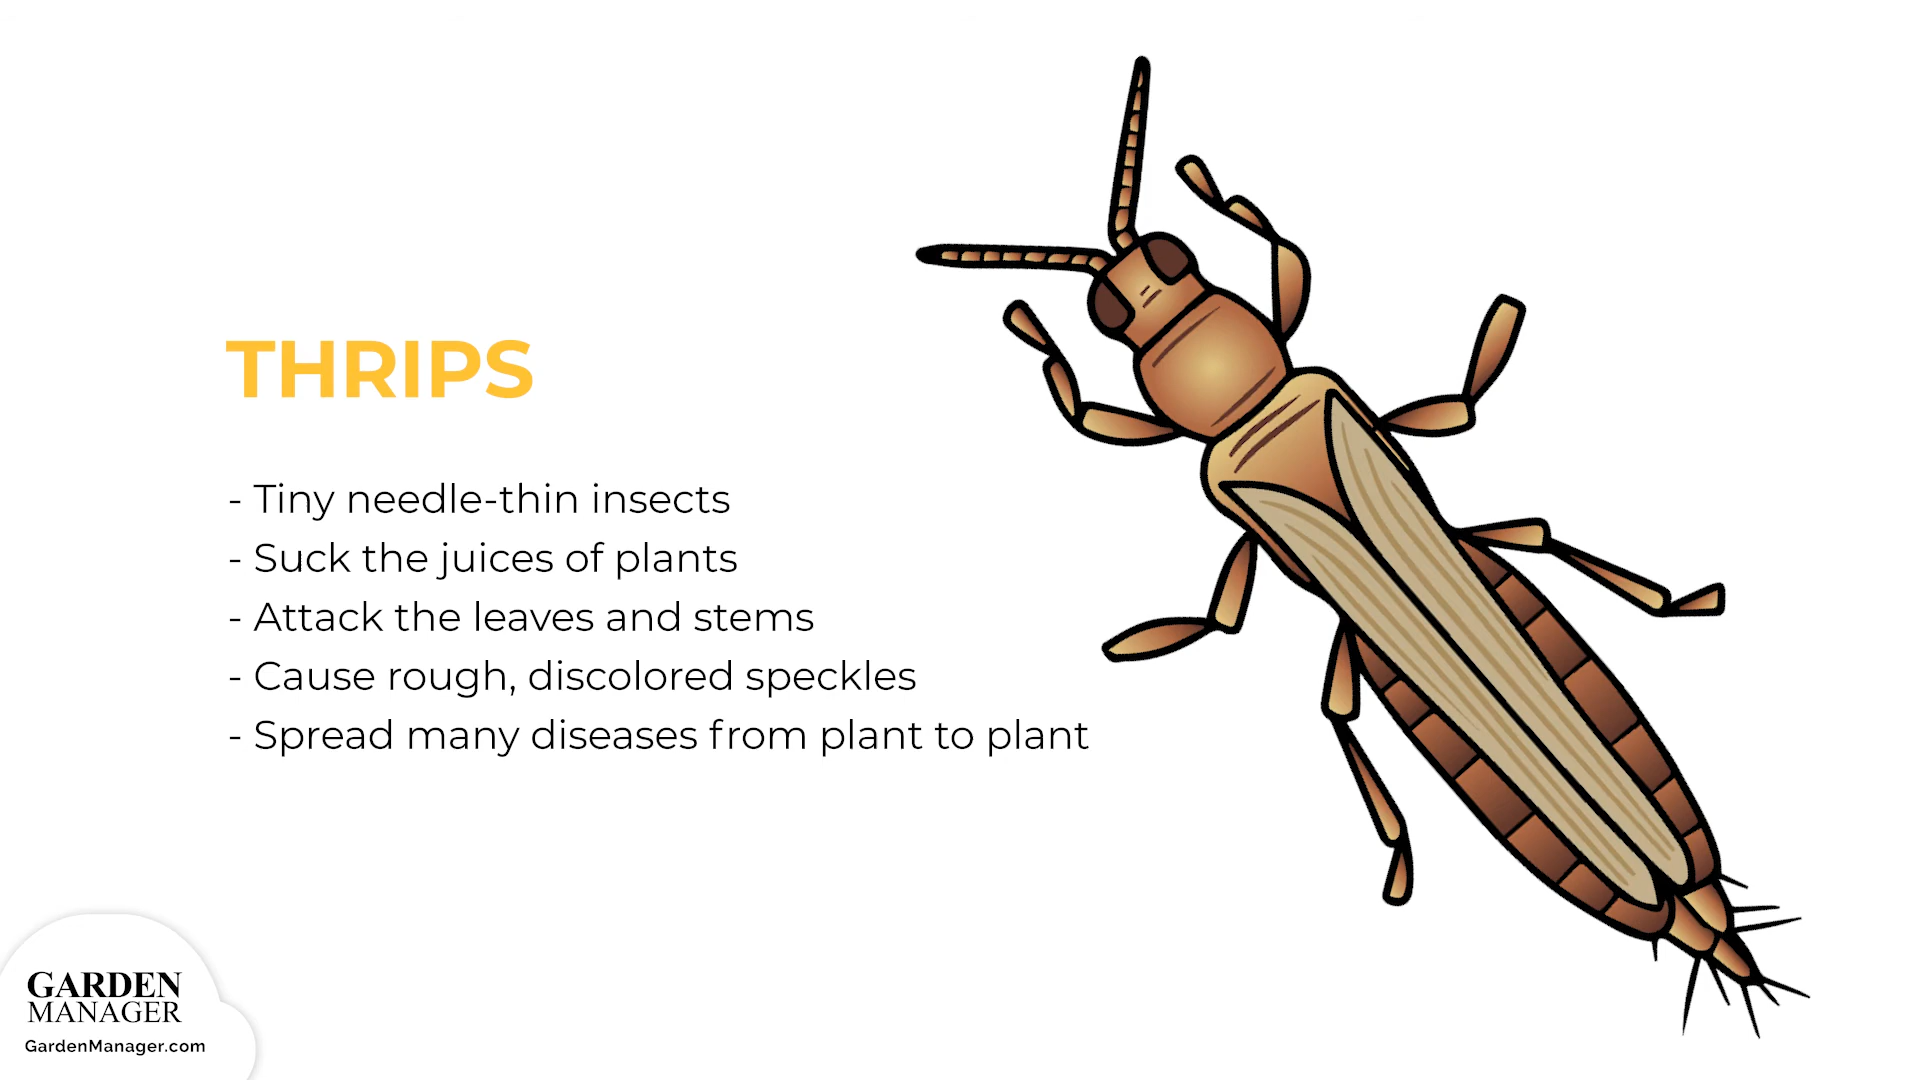 THRIPS
- Tiny needle-thin insects
- Suck the juices of plants
- Attack the leaves and stems
- Cause rough, discolored speckles
- Spread many diseases from plant to plant
GARDEN
MANAGER
GardenManager.com